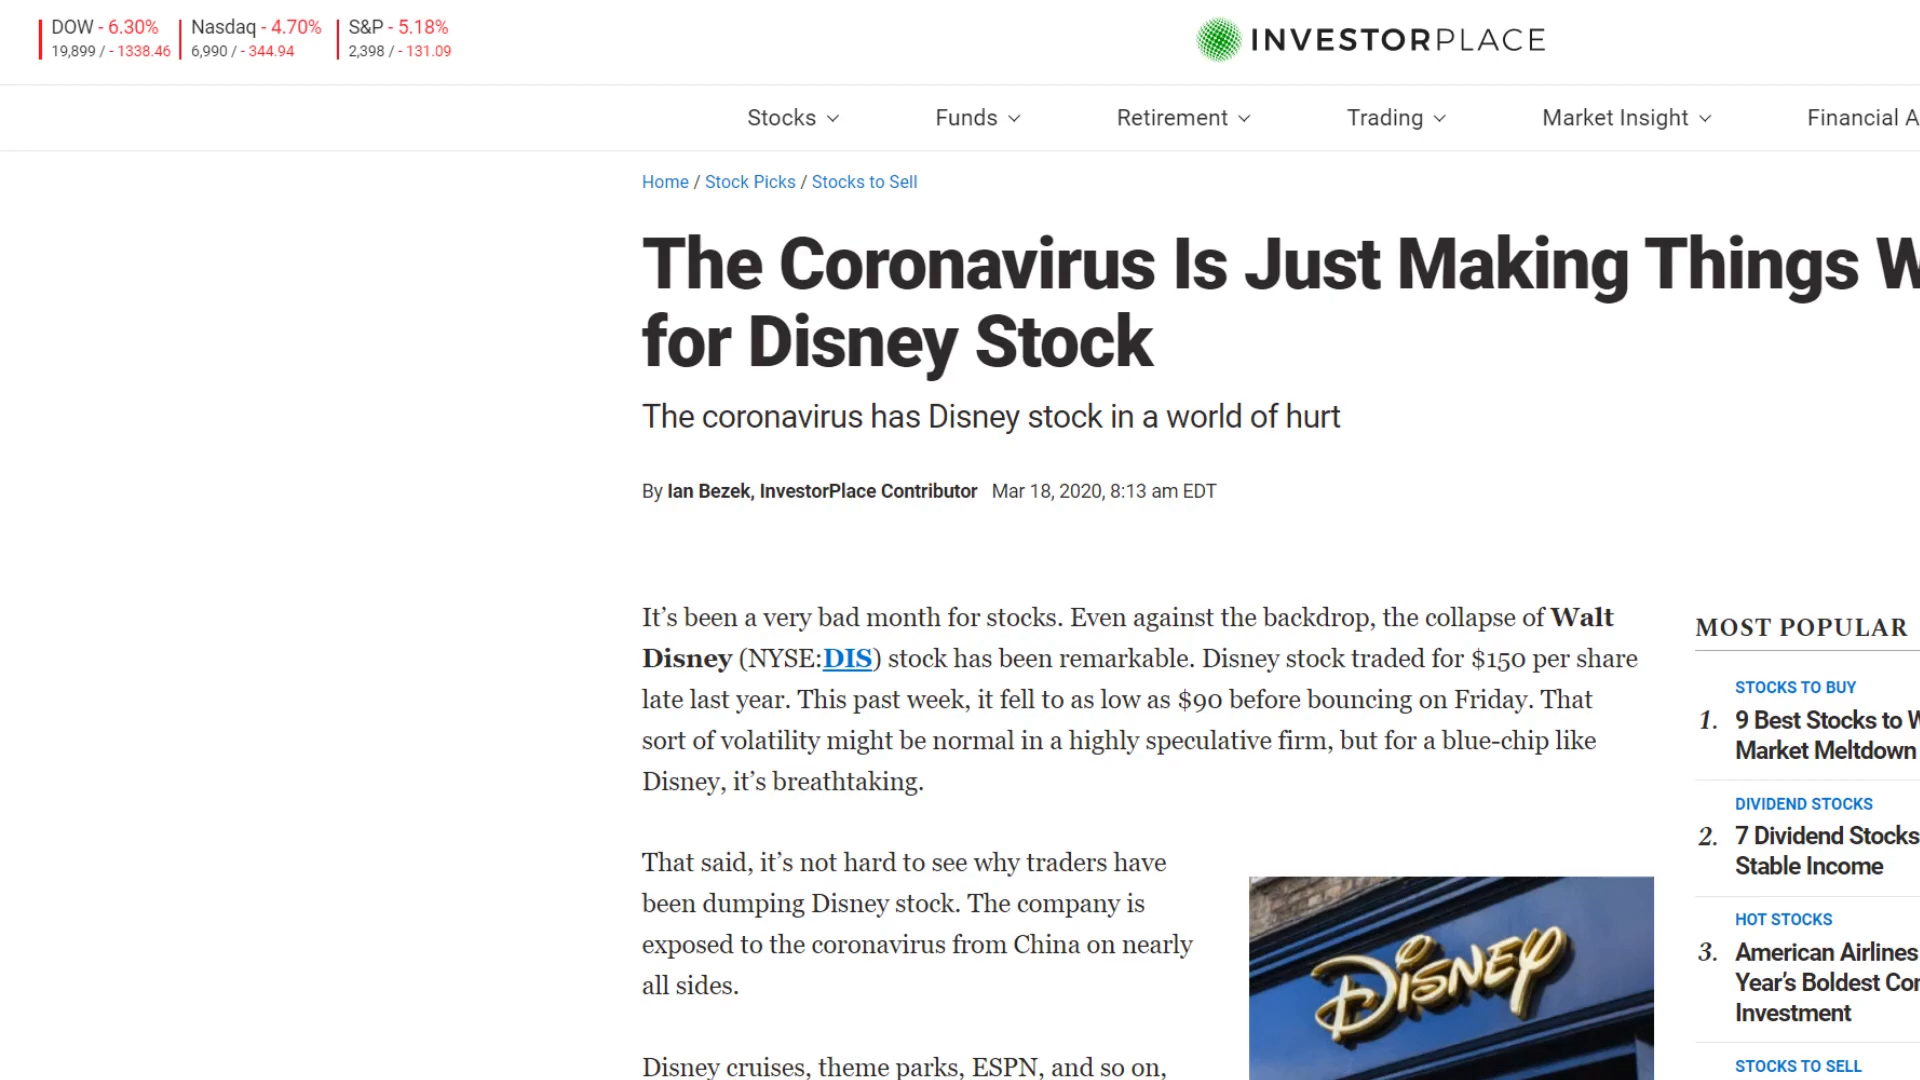 DOW - 6.30%
19,899 / - 1338.46
Nasdaq - 4.70%
6,990 / - 344.94
S&P - 5.18%
2,398 / - 131.09
INVESTORPLACE
Stocks
Funds
Retirement
Trading
Market Insight
Financial A
Home / Stock Picks / Stocks to Sell
The Coronavirus Is Just Making Things W
for Disney Stock
The coronavirus has Disney stock in a world of hurt
By Ian Bezek, InvestorPlace Contributor Mar 18, 2020, 8:13 am EDT
It’s been a very bad month for stocks. Even against the backdrop, the collapse of Walt
Disney (NYSE:DIS) stock has been remarkable. Disney stock traded for $150 per share
late last year. This past week, it fell to as low as $90 before bouncing on Friday. That
sort of volatility might be normal in a highly speculative firm, but for a blue-chip like
Disney, it’s breathtaking.
That said, it’s not hard to see why traders have
been dumping Disney stock. The company is
exposed to the coronavirus from China on nearly
all sides.
Disney cruises, theme parks, ESPN, and so on,
DISNEY
MOST POPULAR
STOCKS TO BUY
1. 9 Best Stocks to W
Market Meltdown
DIVIDEND STOCKS
2. 7 Dividend Stocks
Stable Income
HOT STOCKS
3. American Airlines
Year’s Boldest Con
Investment
STOCKS TO SELL